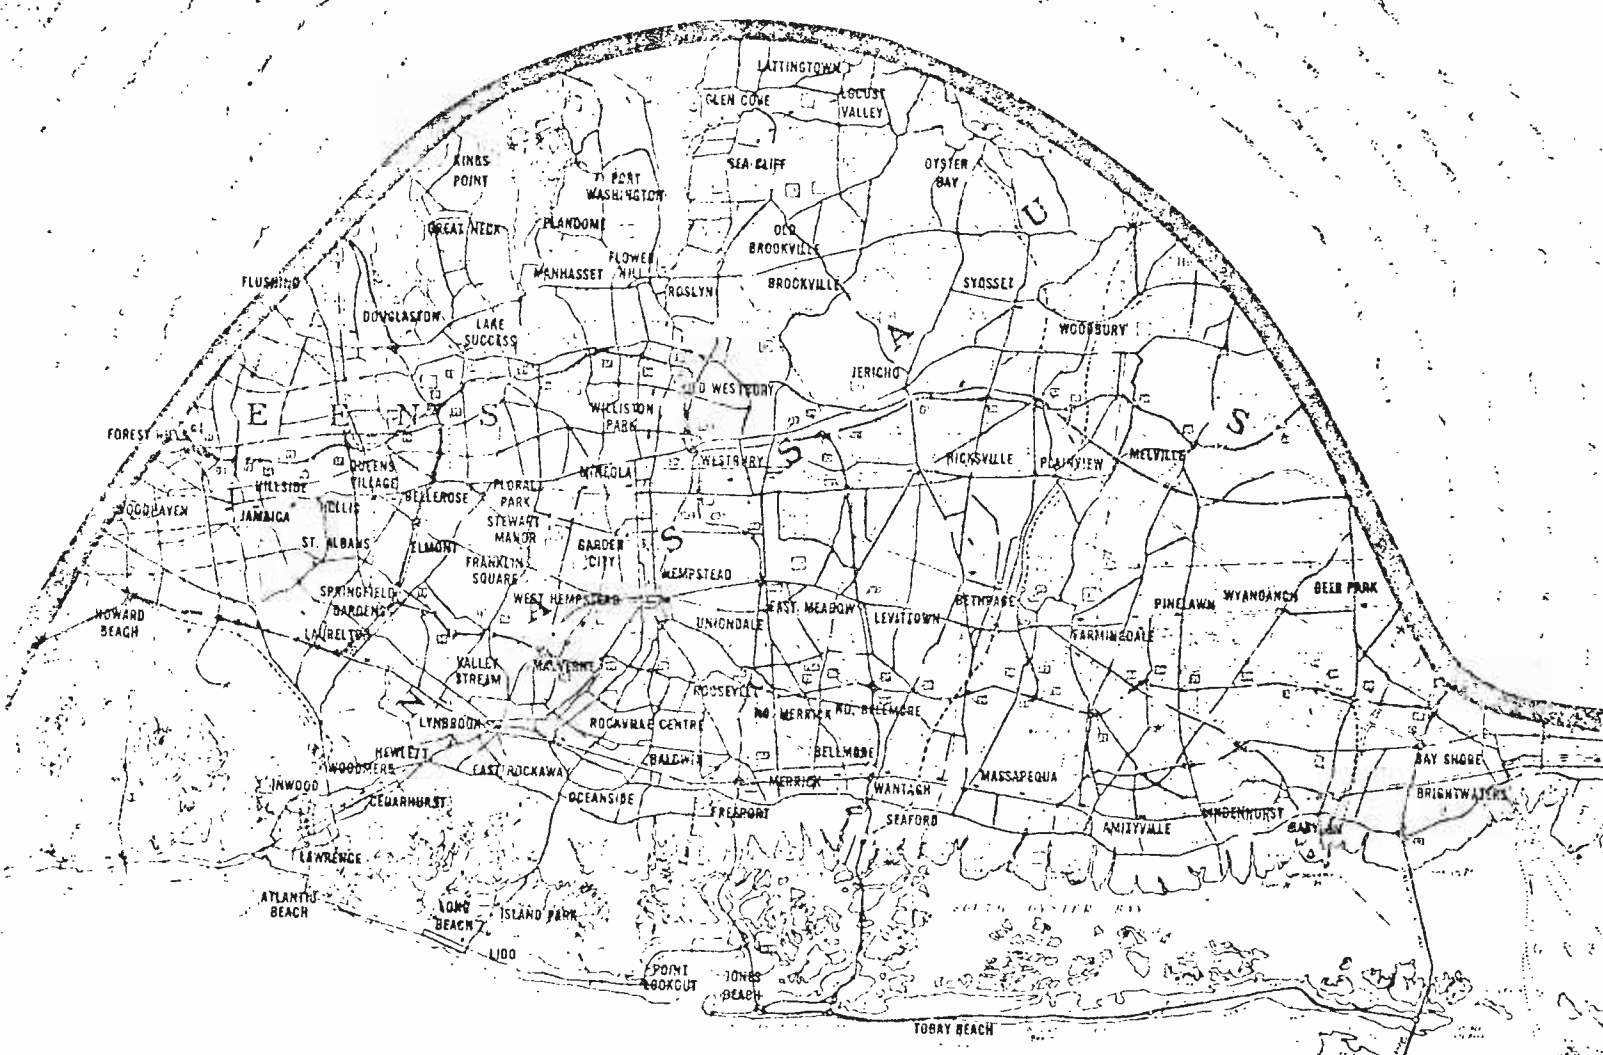 LATTINGTOWN
GLEN COVE
LOCUST
VALLEY
KINGS
POINT
PORT
WASHINGTON
SEA CLIFF
OYSTER
BAY
U
GREAT NECK
PLANDOME
OLD
BROOKVILLE
FLOWER
HILL
MANHASSET
FLUSHING
ROSLYN
BROOKVILLE
SYOSSET
DOUGLASTON
LAKE
SUCCESS
WOODBURY
A
JERICHO
OLD WESTBURY
E E N S
WILLISTON
PARK
S
FOREST HILLS
S
WESTBURY
HICKSVILLE
PLAINVIEW
MELVILLE
QUEENS
VILLAGE
MINEOLA
HILLSIDE
BELLEROSE
FLORAL
PARK
WOODHAVEN
JAMAICA
HOLLIS
STEWART
MANOR
ST. ALBANS
ELMONT
GARDEN
CITY
S
FRANKLIN
SQUARE
HEMPSTEAD
SPRINGFIELD
GARDENS
WEST HEMPSTEAD
A
EAST MEADOW
LEVITTOWN
BETHPAGE
PINELAWN
WYANDANCH
DEER PARK
HOWARD
BEACH
LAURELTON
UNIONDALE
FARMINGDALE
VALLEY
STREAM
MALVERNE
ROOSEVELT
NO. MERRICK
NO. BELLMORE
N
LYNBROOK
ROCKVILLE CENTRE
HEWLETT
WOODMERE
EAST ROCKAWAY
BALDWIN
BELLMORE
MERRICK
MASSAPEQUA
BAY SHORE
INWOOD
CEDARHURST
OCEANSIDE
WANTAGH
BRIGHTWATERS
FREEPORT
SEAFORD
AMITYVILLE
LINDENHURST
LAWRENCE
ATLANTIC
BEACH
LONG
BEACH
ISLAND PARK
SOUTH OYSTER BAY
LIDO
POINT
LOOKOUT
JONES
BEACH
TOBAY BEACH